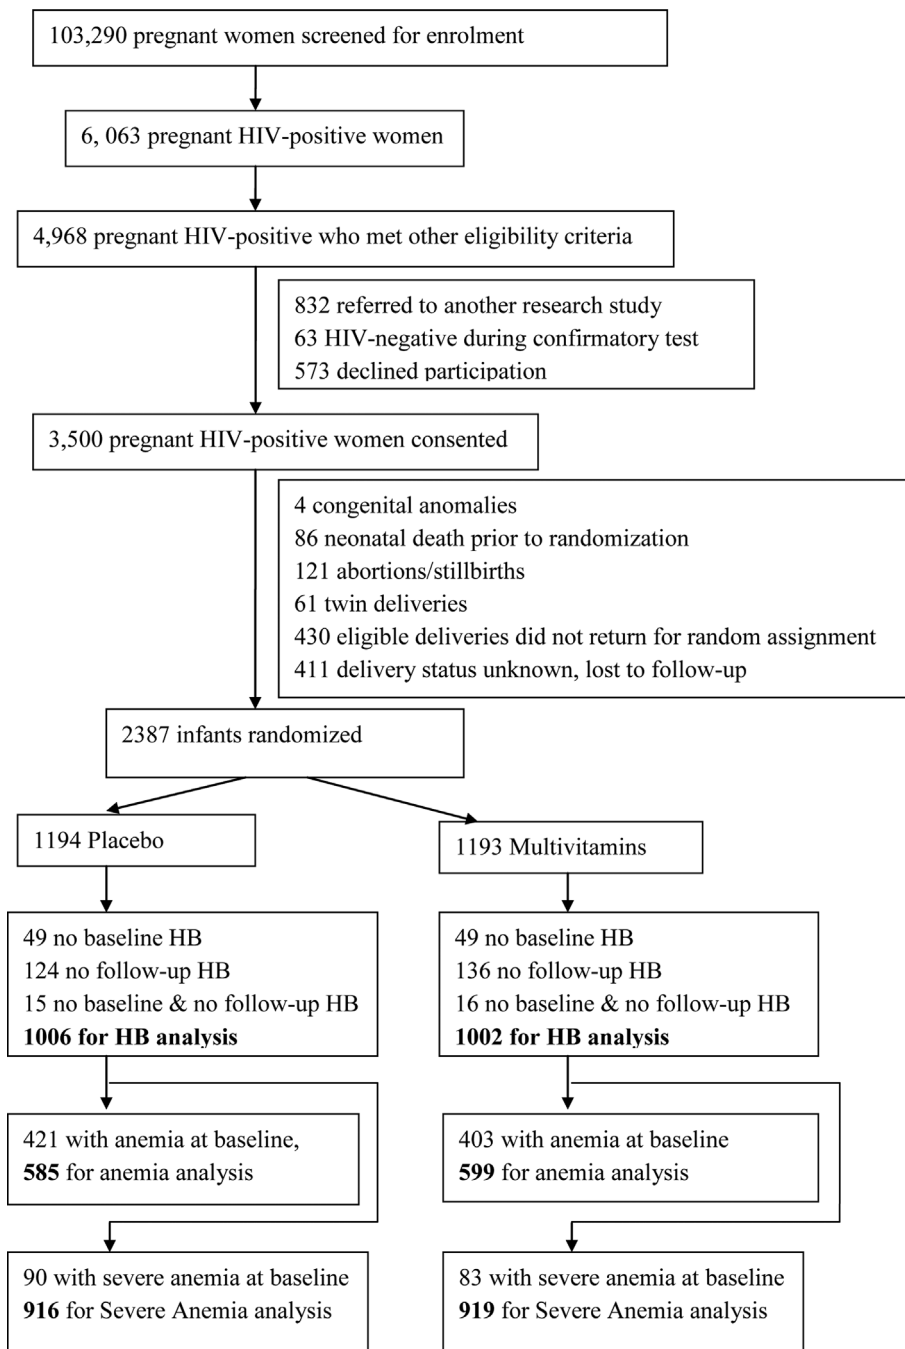 103,290 pregnant women screened for enrolment
6, 063 pregnant HIV-positive women
4,968 pregnant HIV-positive who met other eligibility criteria
832 referred to another research study
63 HIV-negative during confirmatory test
573 declined participation
3,500 pregnant HIV-positive women consented
4 congenital anomalies
86 neonatal death prior to randomization
121 abortions/stillbirths
61 twin deliveries
430 eligible deliveries did not return for random assignment
411 delivery status unknown, lost to follow-up
2387 infants randomized
1194 Placebo
1193 Multivitamins
49 no baseline HB
124 no follow-up HB
15 no baseline & no follow-up HB
1006 for HB analysis
49 no baseline HB
136 no follow-up HB
16 no baseline & no follow-up HB
1002 for HB analysis
421 with anemia at baseline,
585 for anemia analysis
403 with anemia at baseline
599 for anemia analysis
90 with severe anemia at baseline
916 for Severe Anemia analysis
83 with severe anemia at baseline
919 for Severe Anemia analysis